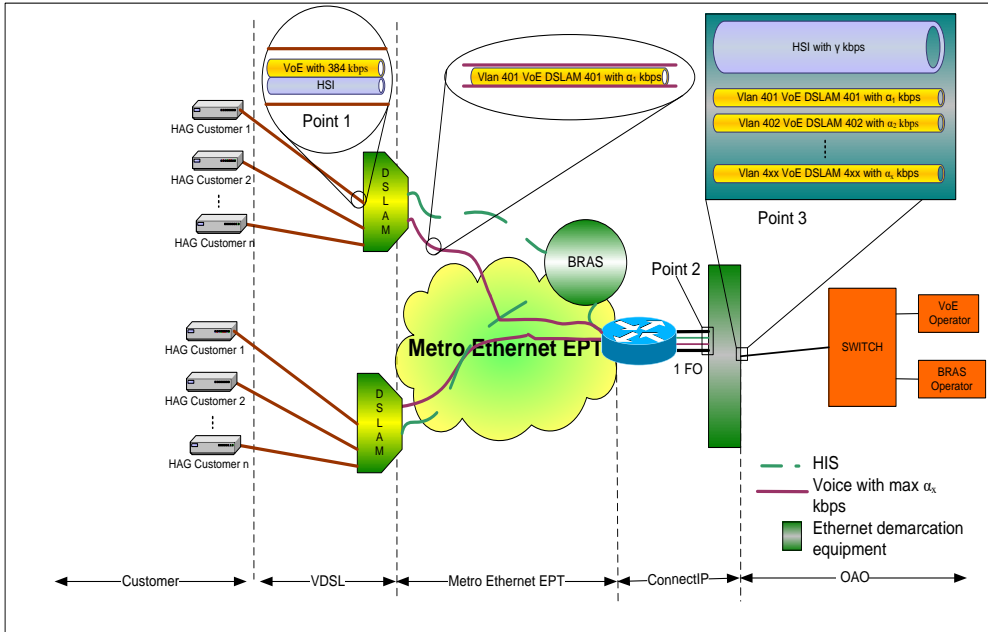 VoE with 384 kbps
HSI
Point 1
Vlan 401 VoE DSLAM 401 with α₁ kbps
HSI with γ kbps
Vlan 401 VoE DSLAM 401 with α₁ kbps
Vlan 402 VoE DSLAM 402 with α₂ kbps
Vlan 4xx VoE DSLAM 4xx with αₓ kbps
Point 3
HAG Customer 1
HAG Customer 2
HAG Customer n
DSLAM
BRAS
Point 2
Metro Ethernet EPT
1 FO
SWITCH
VoE
Operator
BRAS
Operator
HAG Customer 1
HAG Customer 2
HAG Customer n
DSLAM
HIS
Voice with max αₓ
kbps
Ethernet demarcation
equipment
Customer
VDSL
Metro Ethernet EPT
ConnectIP
OAO